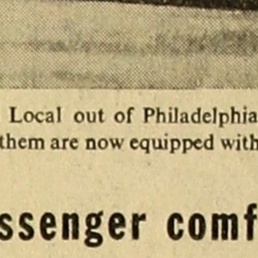 Local out of Philadelphia
them are now equipped with
ssenger comf